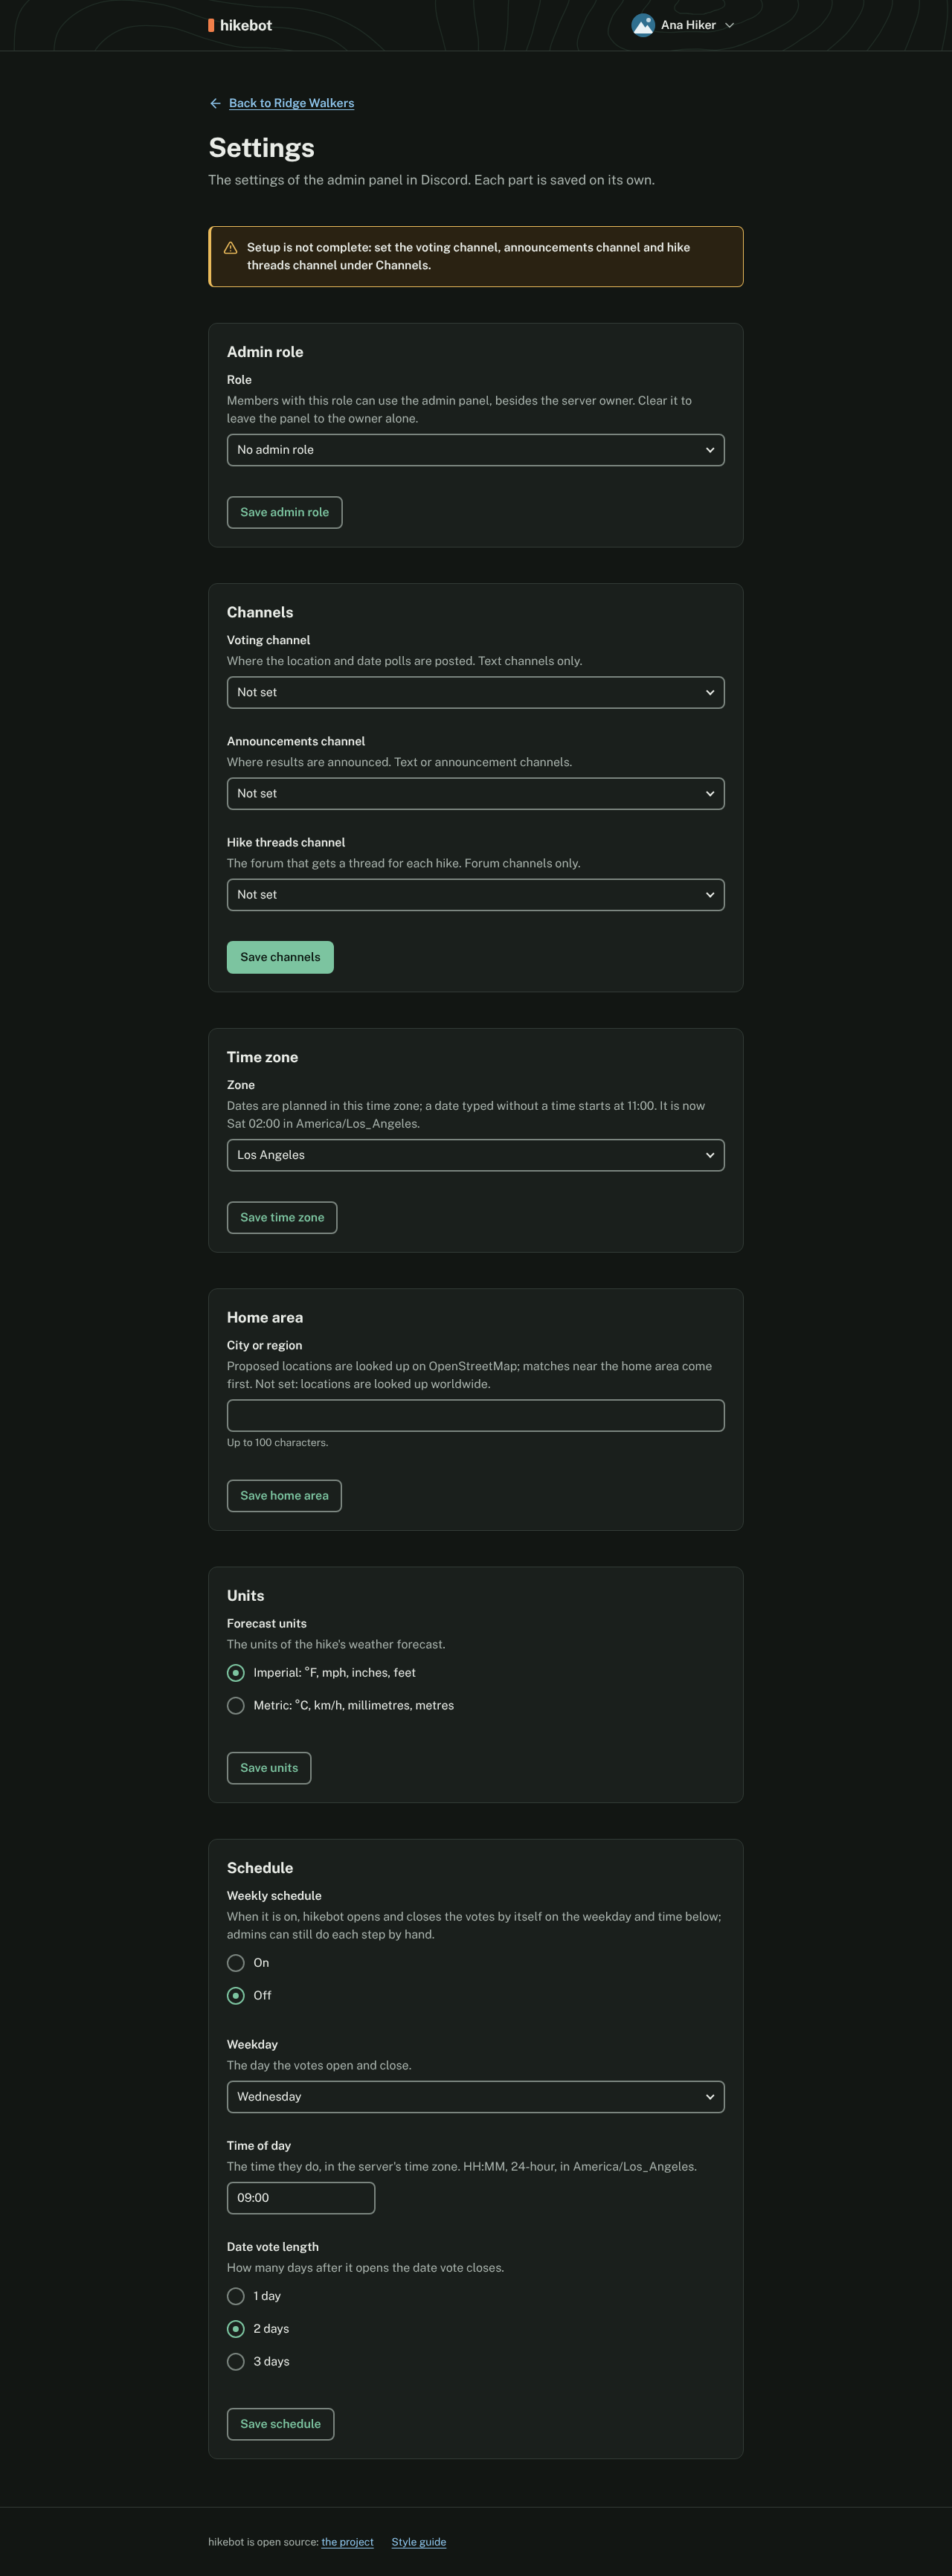 hikebot
Ana Hiker
Back to Ridge Walkers
Settings
The settings of the admin panel in Discord. Each part is saved on its own.
Setup is not complete: set the voting channel, announcements channel and hike
threads channel under Channels.
Admin role
Role
Members with this role can use the admin panel, besides the server owner. Clear it to
leave the panel to the owner alone.
No admin role
Save admin role
Channels
Voting channel
Where the location and date polls are posted. Text channels only.
Not set
Announcements channel
Where results are announced. Text or announcement channels.
Not set
Hike threads channel
The forum that gets a thread for each hike. Forum channels only.
Not set
Save channels
Time zone
Zone
Dates are planned in this time zone; a date typed without a time starts at 11:00. It is now
Sat 02:00 in America/Los_Angeles.
Los Angeles
Save time zone
Home area
City or region
Proposed locations are looked up on OpenStreetMap; matches near the home area come
first. Not set: locations are looked up worldwide.
Up to 100 characters.
Save home area
Units
Forecast units
The units of the hike's weather forecast.
Imperial: °F, mph, inches, feet
Metric: °C, km/h, millimetres, metres
Save units
Schedule
Weekly schedule
When it is on, hikebot opens and closes the votes by itself on the weekday and time below;
admins can still do each step by hand.
On
Off
Weekday
The day the votes open and close.
Wednesday
Time of day
The time they do, in the server's time zone. HH:MM, 24-hour, in America/Los_Angeles.
09:00
Date vote length
How many days after it opens the date vote closes.
1 day
2 days
3 days
Save schedule
hikebot is open source: the project Style guide